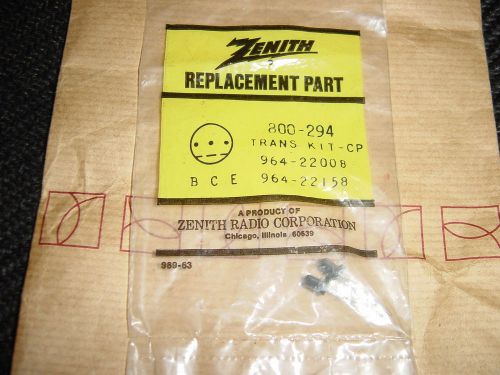 ZENITH
REPLACEMENT PART
800-294
TRANS KIT-CP
964-22008
B C E 964-22158
A PRODUCT OF
ZENITH RADIO CORPORATION
Chicago, Illinois 60639
969-63